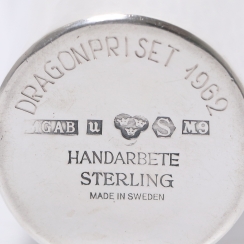 DRAGONPRISET 1962
GAB u S M9
HANDARBETE
STERLING
MADE IN SWEDEN